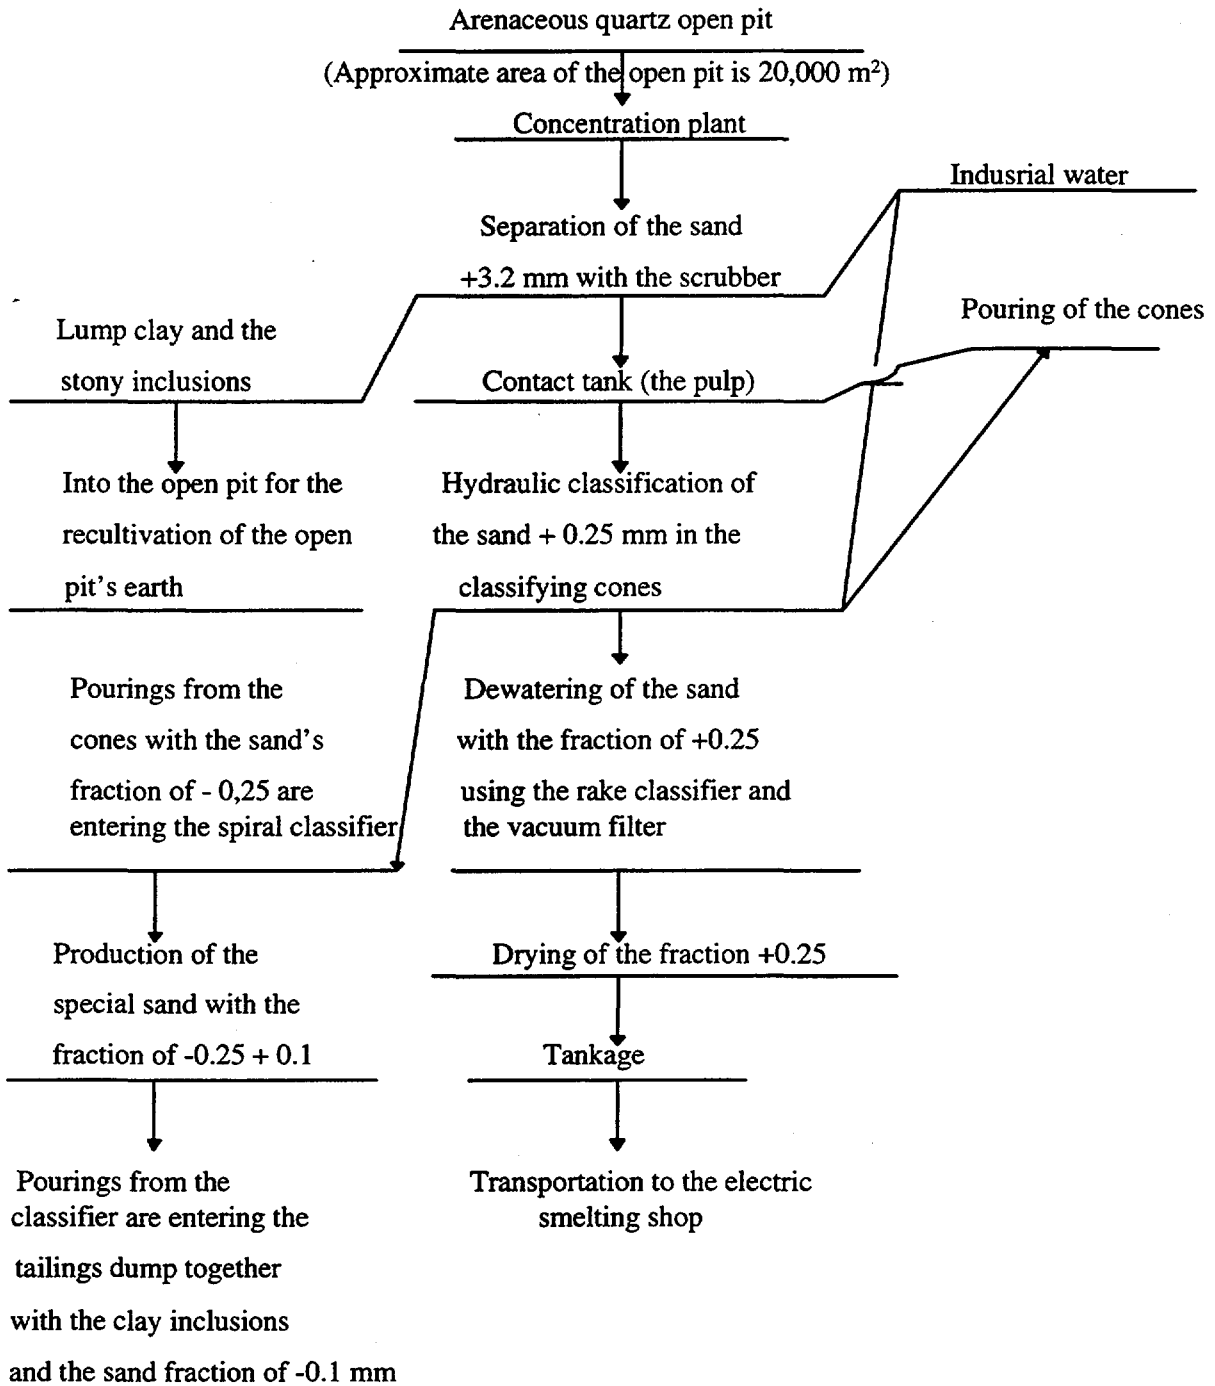 Arenaceous quartz open pit
(Approximate area of the open pit is 20,000 m²)
Concentration plant
Indusrial water
Separation of the sand
+3.2 mm with the scrubber
Pouring of the cones
Lump clay and the
stony inclusions
Contact tank (the pulp)
Into the open pit for the
recultivation of the open
pit's earth
Hydraulic classification of
the sand + 0.25 mm in the
classifying cones
Pourings from the
cones with the sand's
fraction of - 0,25 are
entering the spiral classifier
Dewatering of the sand
with the fraction of +0.25
using the rake classifier and
the vacuum filter
Production of the
special sand with the
fraction of -0.25 + 0.1
Drying of the fraction +0.25
Tankage
Pourings from the
classifier are entering the
tailings dump together
with the clay inclusions
and the sand fraction of -0.1 mm
Transportation to the electric
smelting shop